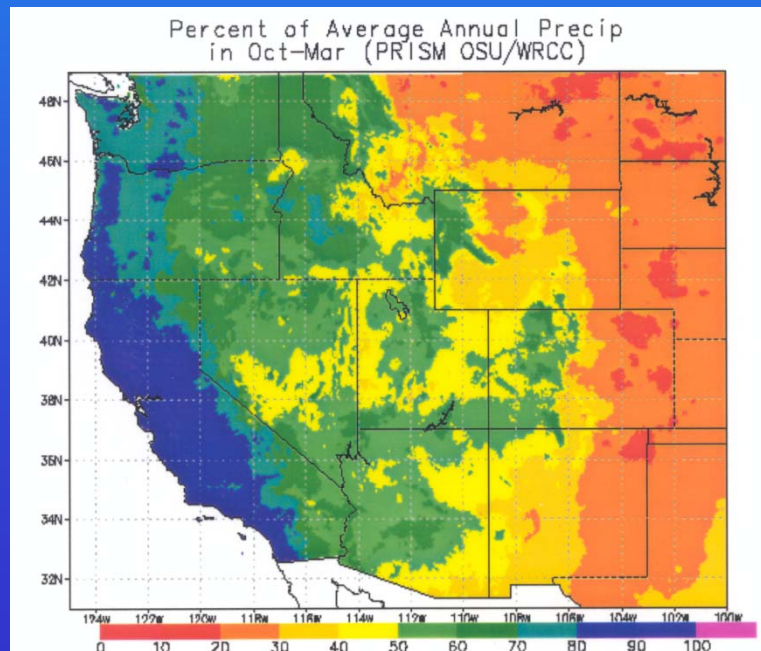 Percent of Average Annual Precip
in Oct-Mar (PRISM OSU/WRCC)
48N
46N
44N
42N
40N
38N
36N
34N
32N
124W 122W 120W 118W 116W 114W 112W 110W 108W 106W 104W 102W 100W
0 10 20 30 40 50 60 70 80 90 100